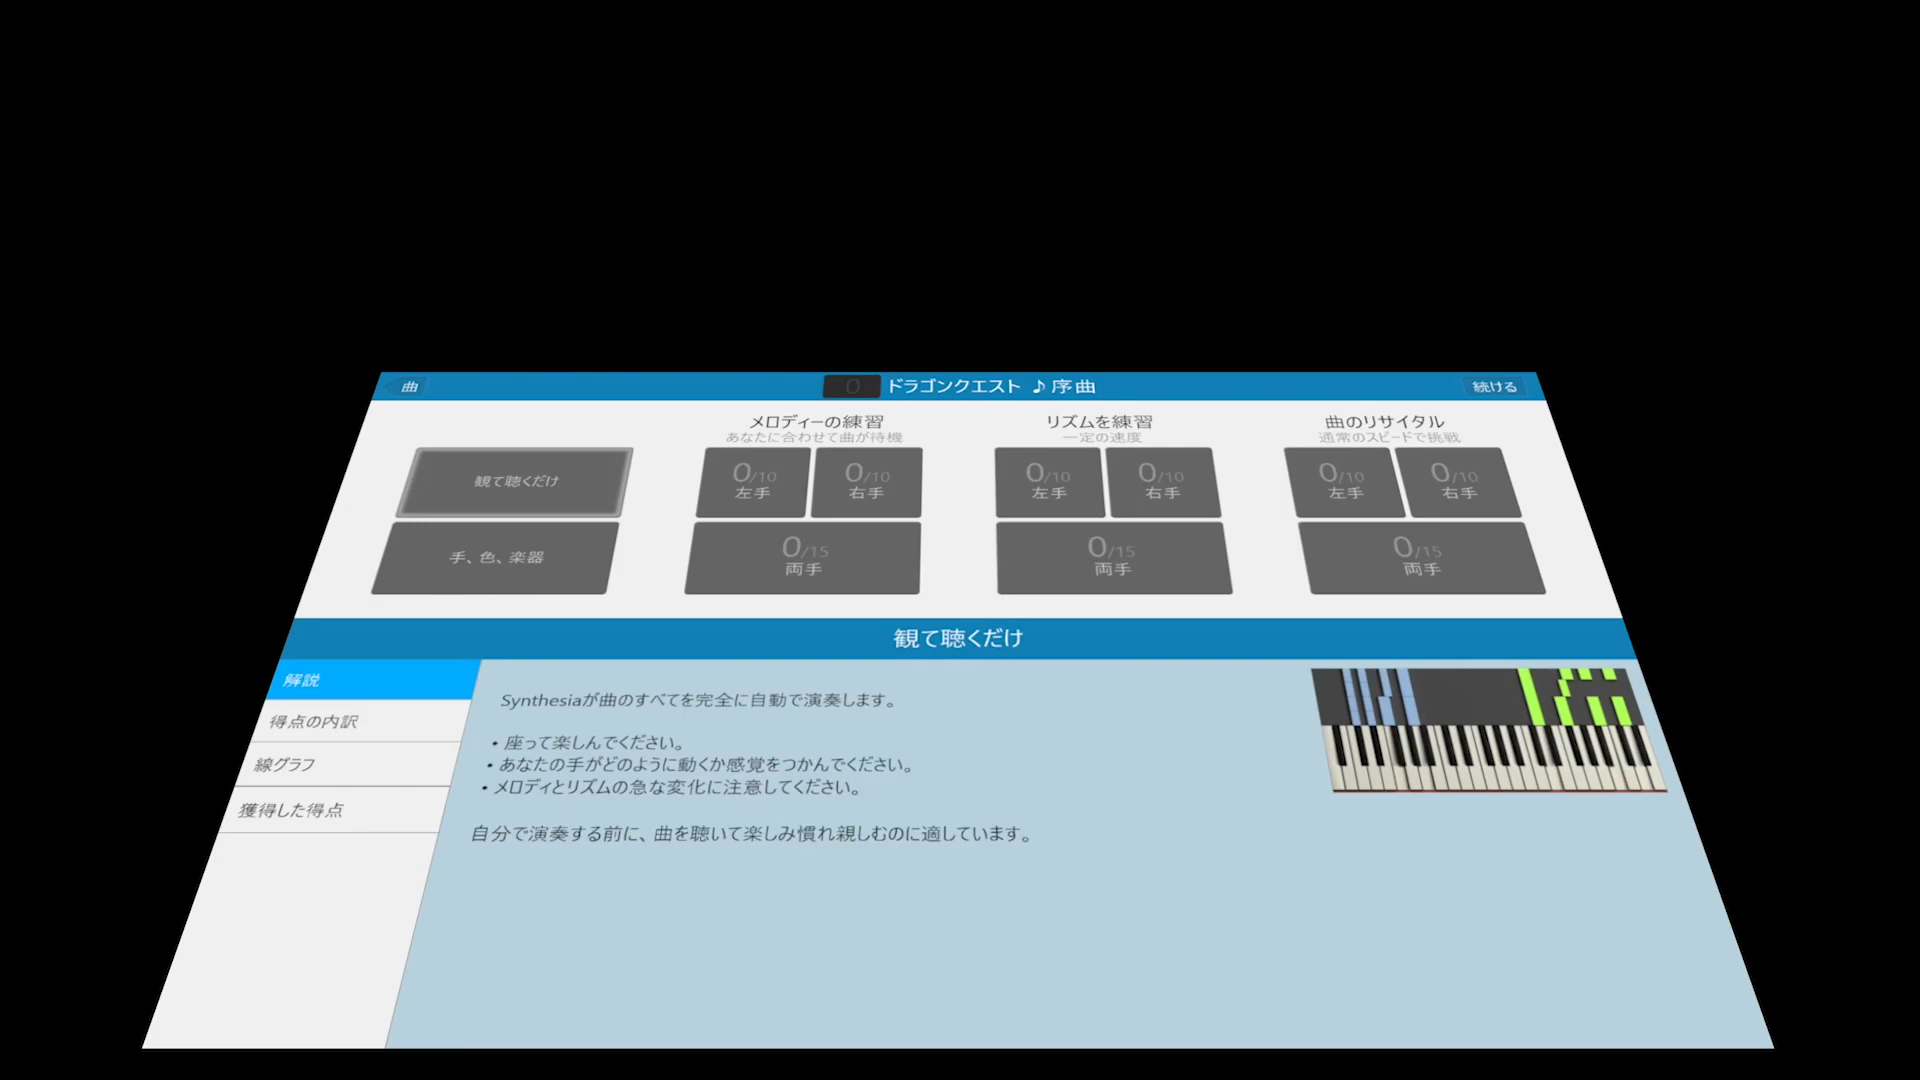 曲
0 ドラゴンクエスト ♪ 序曲
続ける
観て聴くだけ
手、色、楽器
メロディーの練習
あなたに合わせて曲が待機
0/10
左手
0/10
右手
0/15
両手
リズムを練習
一定の速度
0/10
左手
0/10
右手
0/15
両手
曲のリサイタル
通常のスピードで挑戦
0/10
左手
0/10
右手
0/15
両手
観て聴くだけ
解説
得点の内訳
線グラフ
獲得した得点
Synthesiaが曲のすべてを完全に自動で演奏します。
• 座って楽しんでください。
• あなたの手がどのように動くか感覚をつかんでください。
• メロディとリズムの急な変化に注意してください。
自分で演奏する前に、曲を聴いて楽しみ慣れ親しむのに適しています。